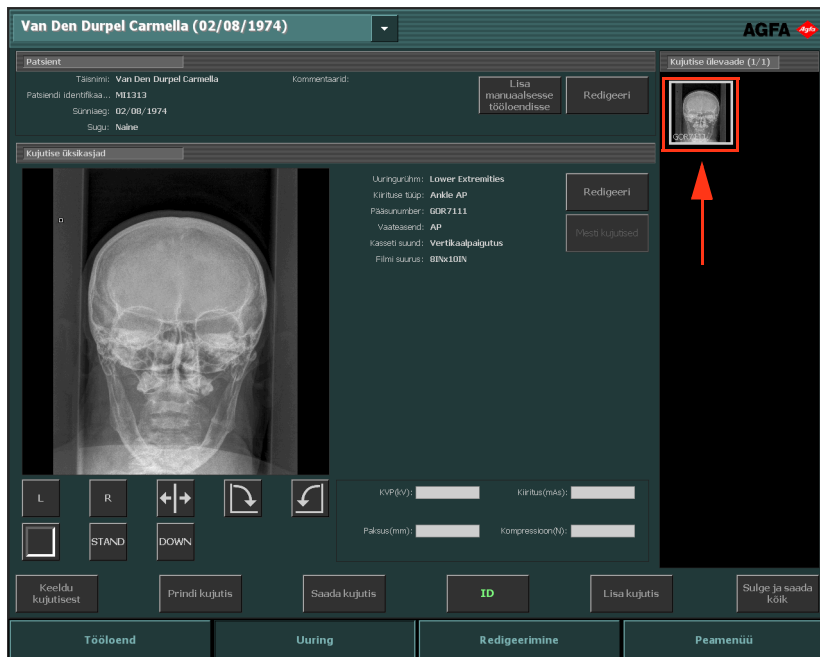 Van Den Durpel Carmella (02/08/1974)
AGFA Agfa
Patsient
Täisnimi: Van Den Durpel Carmella
Kommentaarid:
Patsiendi identifikaa... MI1313
Sünniaeg: 02/08/1974
Sugu: Naine
Lisa
manuaalsesse
tööloendisse
Redigeeri
Kujutise ülevaade (1/1)
GOR7111
Kujutise üksikasjad
Uuringurühm: Lower Extremities
Kiirituse tüüp: Ankle AP
Pääsunumber: GOR7111
Vaateasend: AP
Kasseti suund: Vertikaalpaigutus
Filmi suurus: 8INx10IN
Redigeeri
Mesti kujutised
L
R
STAND
DOWN
KVP(kV):
Kiiritus(mAs):
Paksus(mm):
Kompressioon(N):
Keeldu
kujutisest
Prindi kujutis
Saada kujutis
ID
Lisa kujutis
Sulge ja saada
kõik
Tööloend
Uuring
Redigeerimine
Peamenüü